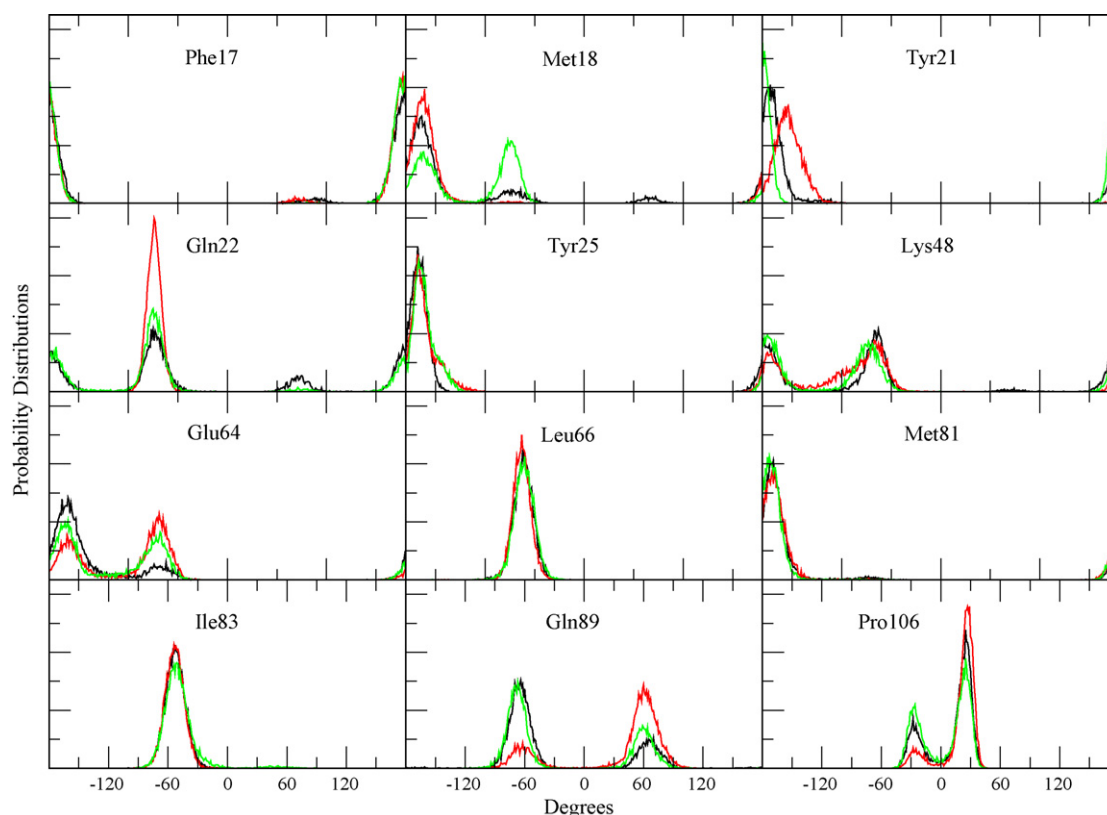 Phe17
Met18
Tyr21
Gln22
Tyr25
Lys48
Glu64
Leu66
Met81
Ile83
Gln89
Pro106
Probability Distributions
-120 -60 0 60 120
-120 -60 0 60 120
-120 -60 0 60 120
Degrees